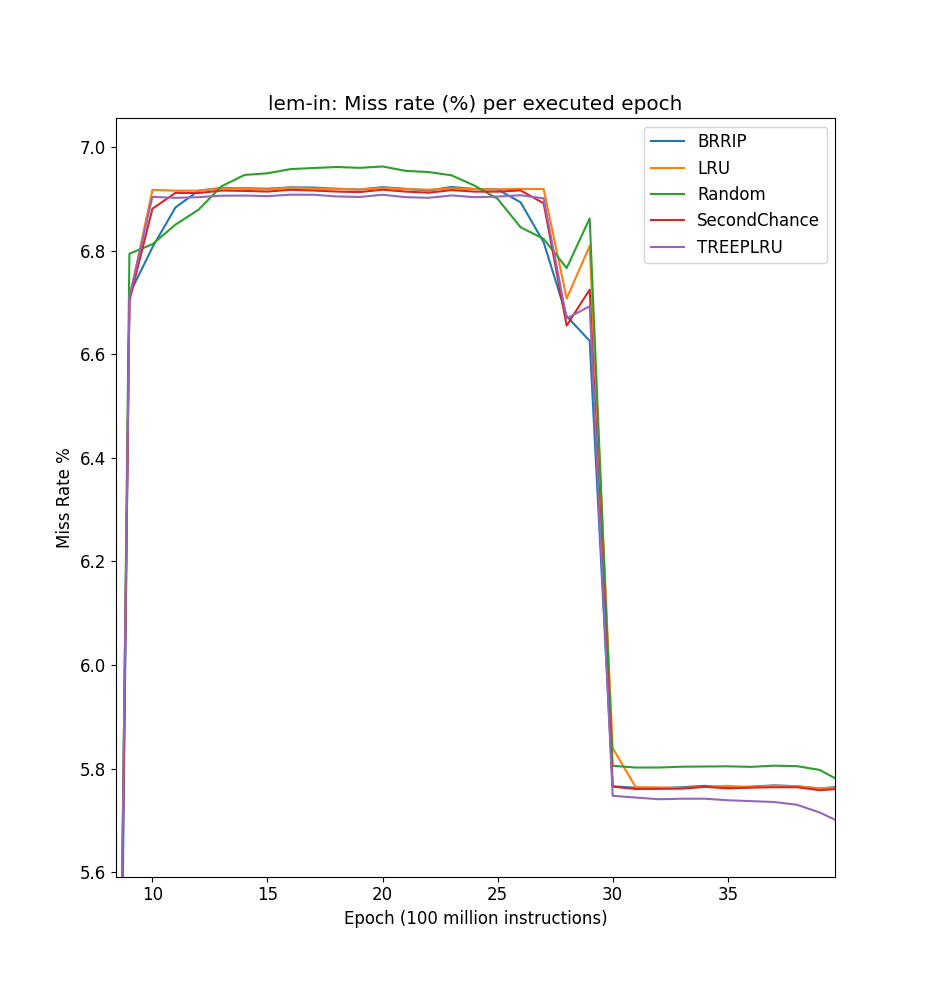 lem-in: Miss rate (%) per executed epoch
7.0
6.8
6.6
6.4
6.2
6.0
5.8
5.6
Miss Rate %
BRRIP
LRU
Random
SecondChance
TREEPLRU
10 15 20 25 30 35
Epoch (100 million instructions)